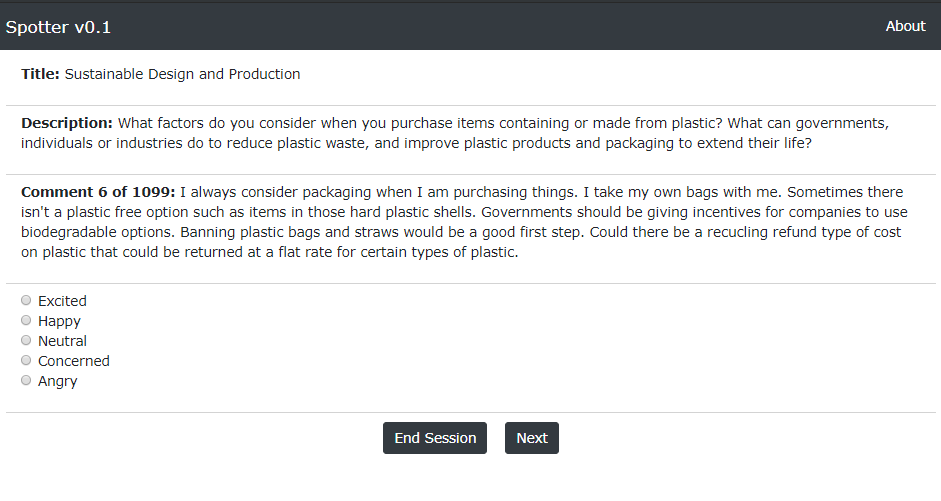 Spotter v0.1
About
Title: Sustainable Design and Production
Description: What factors do you consider when you purchase items containing or made from plastic? What can governments,
individuals or industries do to reduce plastic waste, and improve plastic products and packaging to extend their life?
Comment 6 of 1099: I always consider packaging when I am purchasing things. I take my own bags with me. Sometimes there
isn't a plastic free option such as items in those hard plastic shells. Governments should be giving incentives for companies to use
biodegradable options. Banning plastic bags and straws would be a good first step. Could there be a recucling refund type of cost
on plastic that could be returned at a flat rate for certain types of plastic.
Excited
Happy
Neutral
Concerned
Angry
End Session
Next